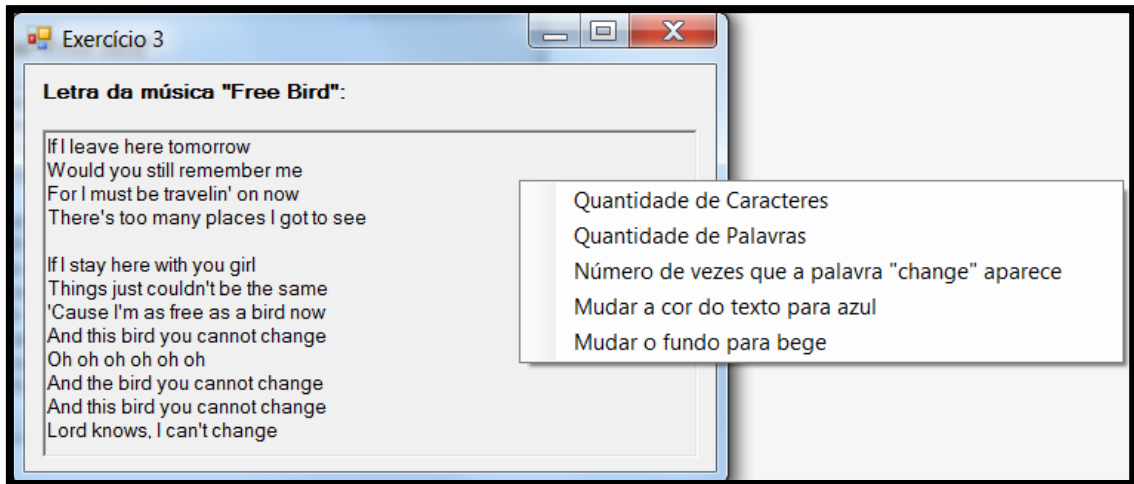 Exercício 3
Letra da música "Free Bird":
If I leave here tomorrow
Would you still remember me
For I must be travelin' on now
There's too many places I got to see
If I stay here with you girl
Things just couldn't be the same
'Cause I'm as free as a bird now
And this bird you cannot change
Oh oh oh oh oh oh
And the bird you cannot change
And this bird you cannot change
Lord knows, I can't change
Quantidade de Caracteres
Quantidade de Palavras
Número de vezes que a palavra "change" aparece
Mudar a cor do texto para azul
Mudar o fundo para bege